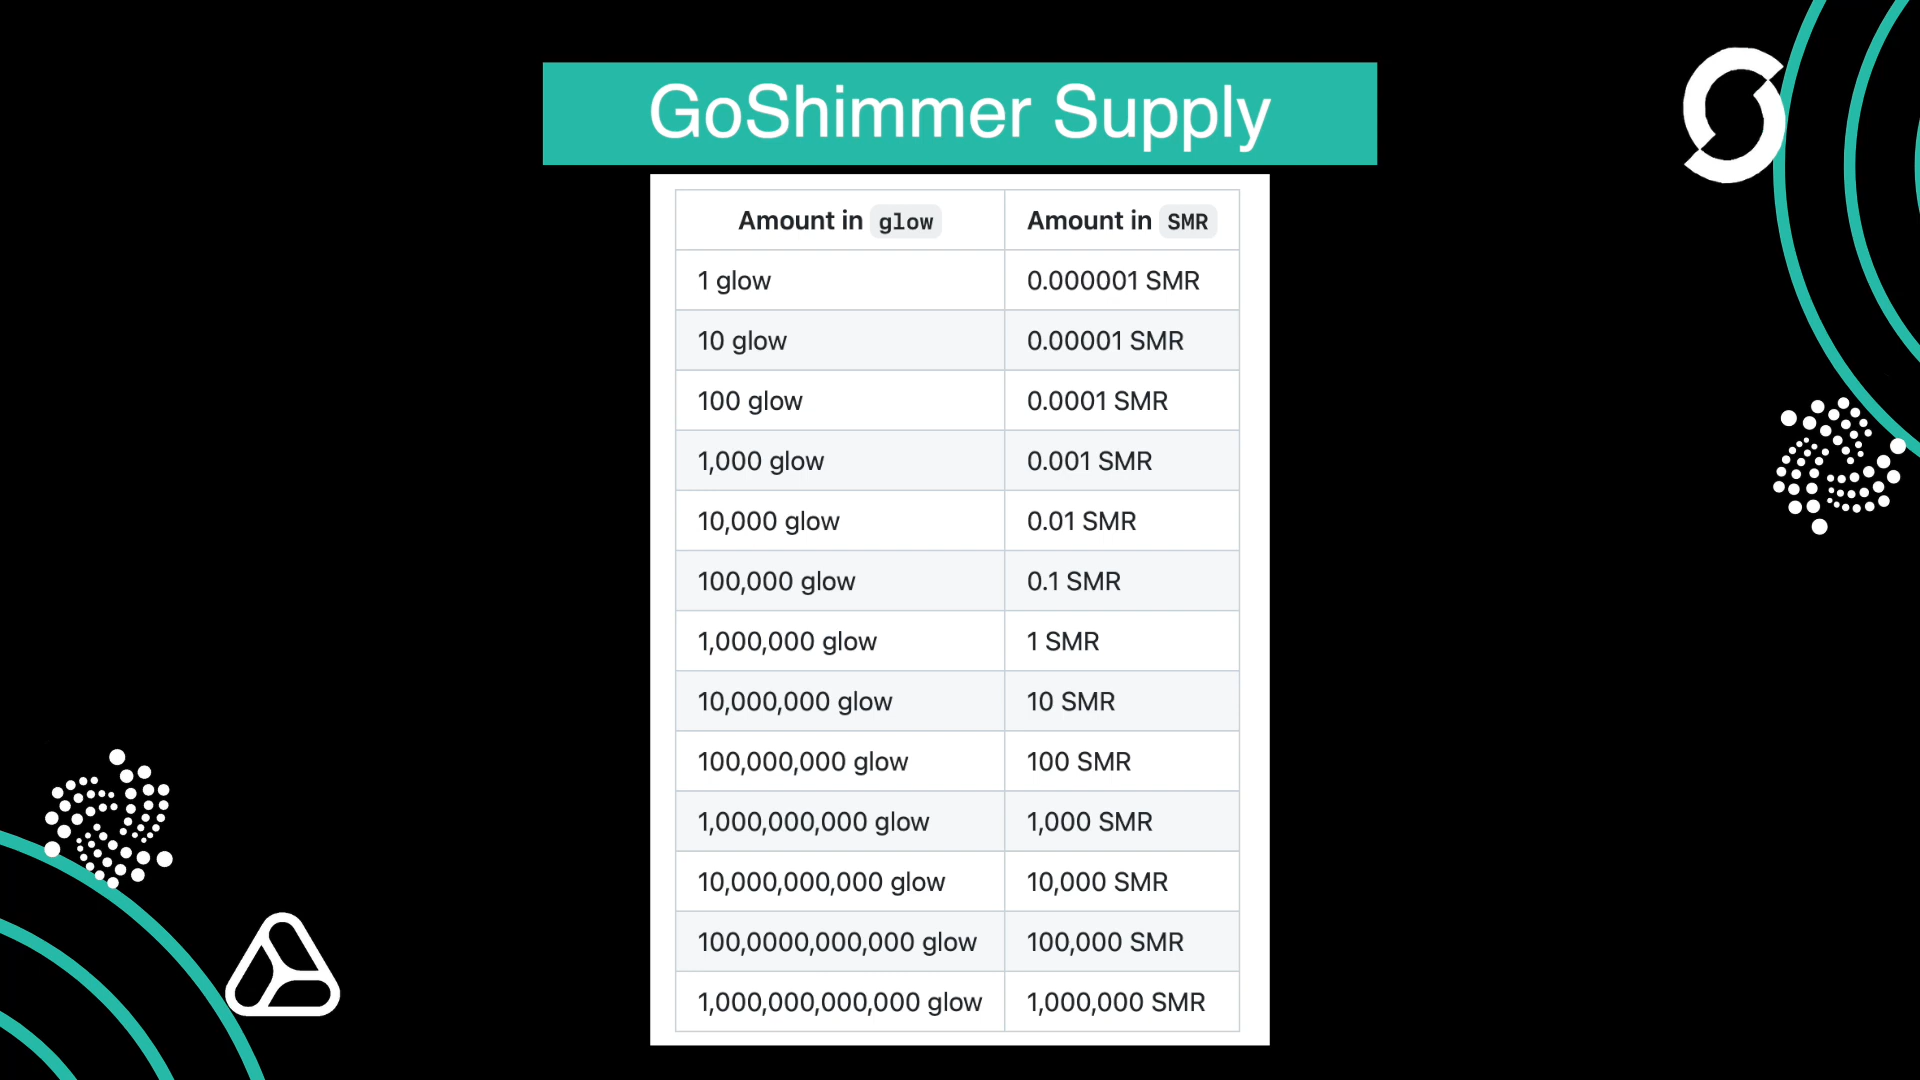 GoShimmer Supply
Amount in glow Amount in SMR
1 glow 0.000001 SMR
10 glow 0.00001 SMR
100 glow 0.0001 SMR
1,000 glow 0.001 SMR
10,000 glow 0.01 SMR
100,000 glow 0.1 SMR
1,000,000 glow 1 SMR
10,000,000 glow 10 SMR
100,000,000 glow 100 SMR
1,000,000,000 glow 1,000 SMR
10,000,000,000 glow 10,000 SMR
100,0000,000,000 glow 100,000 SMR
1,000,000,000,000 glow 1,000,000 SMR